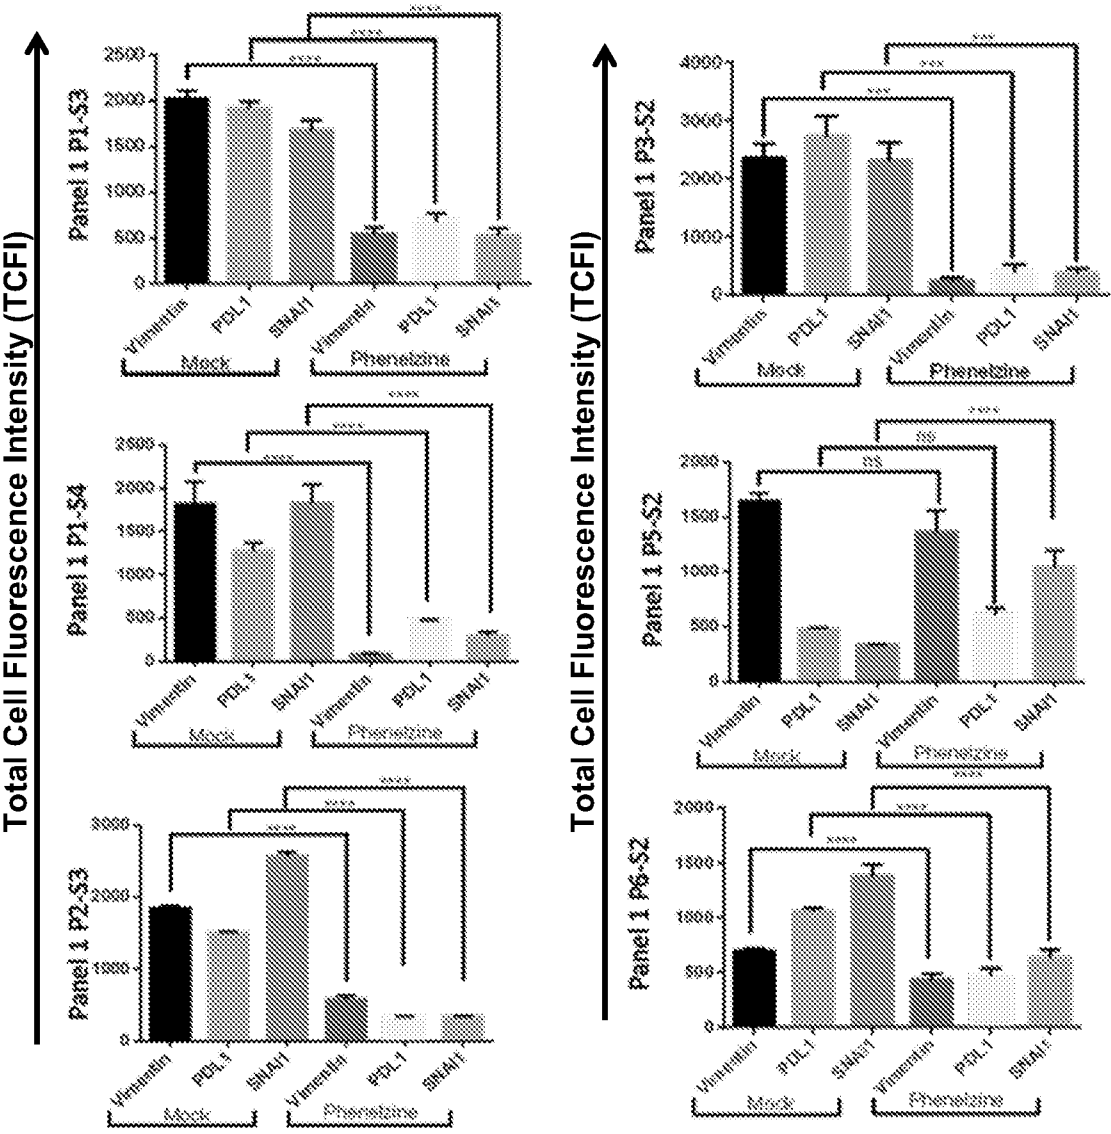 Total Cell Fluorescence Intensity (TCFI)
Panel 1 P1-S3
****
****
****
2500
2000
1500
1000
500
0
Vimentin
PDL1
SNAI1
Vimentin
PDL1
SNAI1
Mock
Phenelzine
Panel 1 P1-S4
****
****
****
2500
2000
1500
1000
500
0
Vimentin
PDL1
SNAI1
Vimentin
PDL1
SNAI1
Mock
Phenelzine
Panel 1 P2-S3
****
****
****
3000
2000
1000
0
Vimentin
PDL1
SNAI1
Vimentin
PDL1
SNAI1
Mock
Phenelzine
Total Cell Fluorescence Intensity (TCFI)
Panel 1 P3-S2
***
***
***
4000
3000
2000
1000
0
Vimentin
PDL1
SNAI1
Vimentin
PDL1
SNAI1
Mock
Phenelzine
Panel 1 P5-S2
****
ns
ns
2000
1500
1000
500
0
Vimentin
PDL1
SNAI1
Vimentin
PDL1
SNAI1
Mock
Phenelzine
Panel 1 P6-S2
****
****
****
2000
1500
1000
500
0
Vimentin
PDL1
SNAI1
Vimentin
PDL1
SNAI1
Mock
Phenelzine